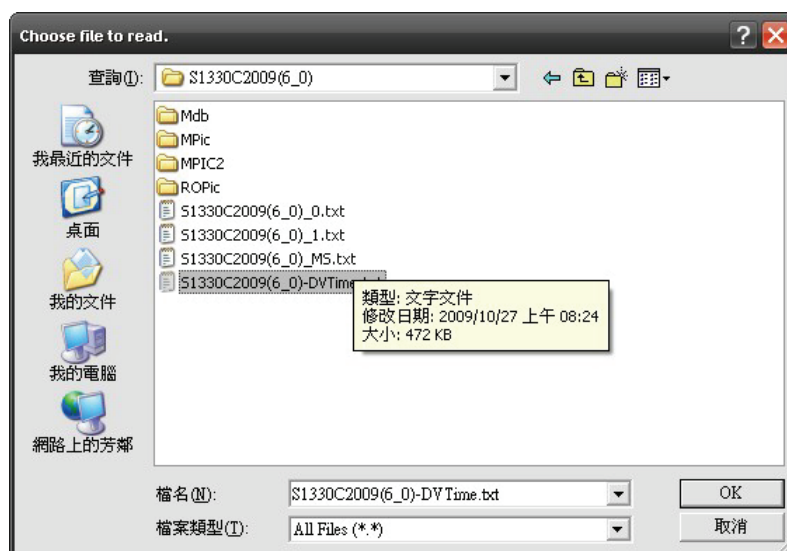 Choose file to read.
查詢(I):
S1330C2009(6_0)
Mdb
MPic
MPIC2
ROPic
S1330C2009(6_0)_0.txt
S1330C2009(6_0)_1.txt
S1330C2009(6_0)_MS.txt
S1330C2009(6_0)-DVTime.txt
類型: 文字文件
修改日期: 2009/10/27 上午 08:24
大小: 472 KB
我最近的文件
桌面
我的文件
我的電腦
網路上的芳鄰
檔名(N):
S1330C2009(6_0)-DVTime.txt
OK
檔案類型(T):
All Files (*.*)
取消